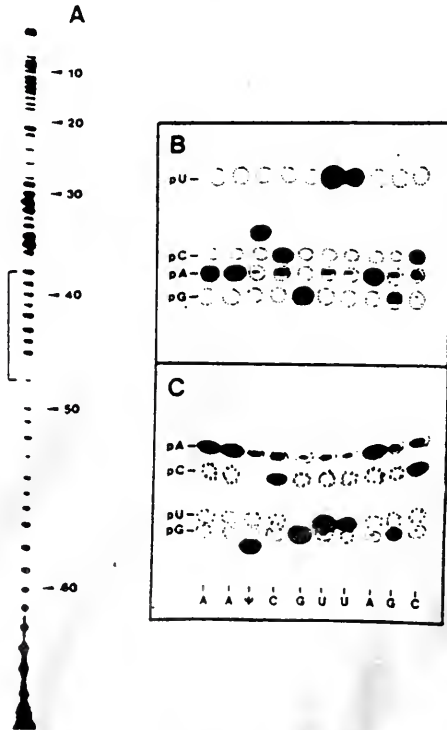 A
– 10
– 20
– 30
– 40
– 50
– 60
B
pU –
pC –
pA –
pG –
C
pA –
pC –
pU –
pG –
A A Ψ C G U U A G C